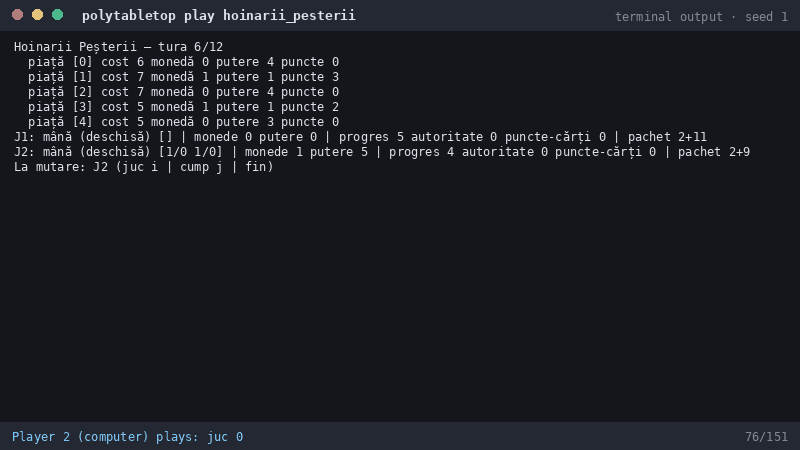 polytabletop play hoinarii_pesterii
terminal output · seed 1
Hoinarii Peșterii — tura 6/12
piață [0] cost 6 monedă 0 putere 4 puncte 0
piață [1] cost 7 monedă 1 putere 1 puncte 3
piață [2] cost 7 monedă 0 putere 4 puncte 0
piață [3] cost 5 monedă 1 putere 1 puncte 2
piață [4] cost 5 monedă 0 putere 3 puncte 0
J1: mână (deschisă) [] | monede 0 putere 0 | progres 5 autoritate 0 puncte-cărți 0 | pachet 2+11
J2: mână (deschisă) [1/0 1/0] | monede 1 putere 5 | progres 4 autoritate 0 puncte-cărți 0 | pachet 2+9
La mutare: J2 (juc i | cump j | fin)
Player 2 (computer) plays: juc 0
76/151